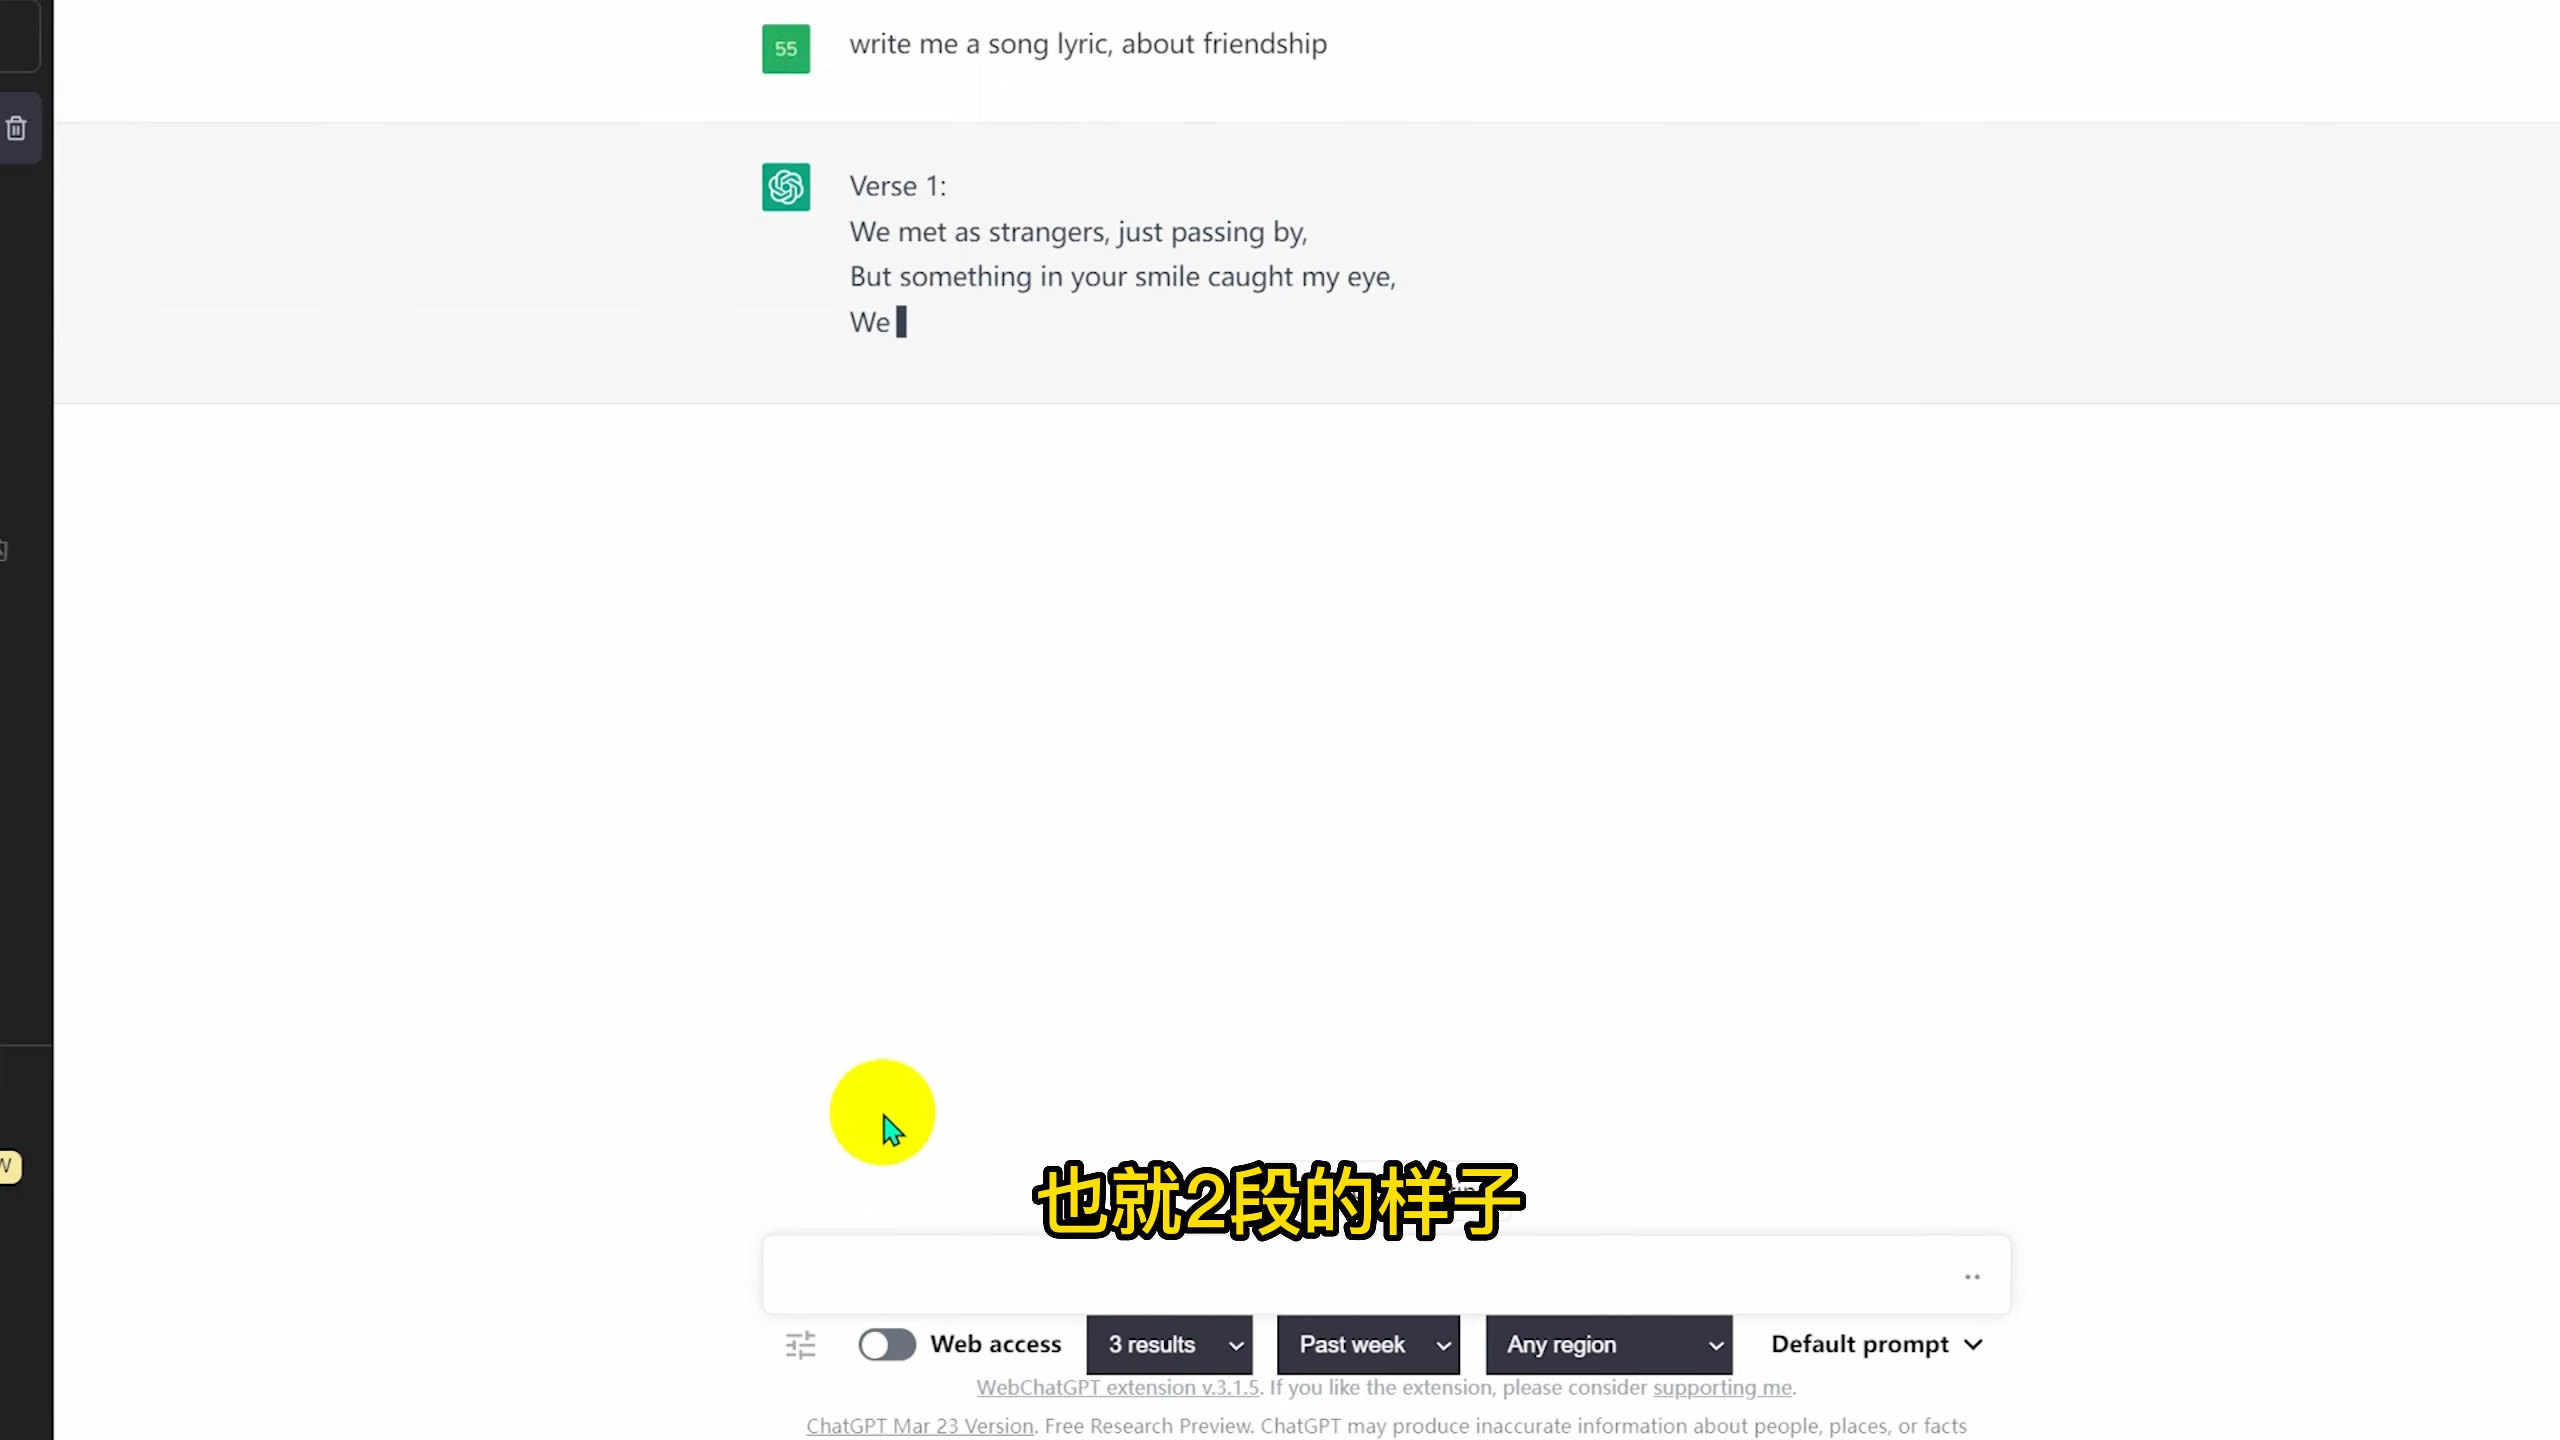 55
write me a song lyric, about friendship
Verse 1:
We met as strangers, just passing by,
But something in your smile caught my eye,
We
也就2段的样子
Web access
3 results
Past week
Any region
Default prompt
WebChatGPT extension v.3.1.5. If you like the extension, please consider supporting me.
ChatGPT Mar 23 Version. Free Research Preview. ChatGPT may produce inaccurate information about people, places, or facts